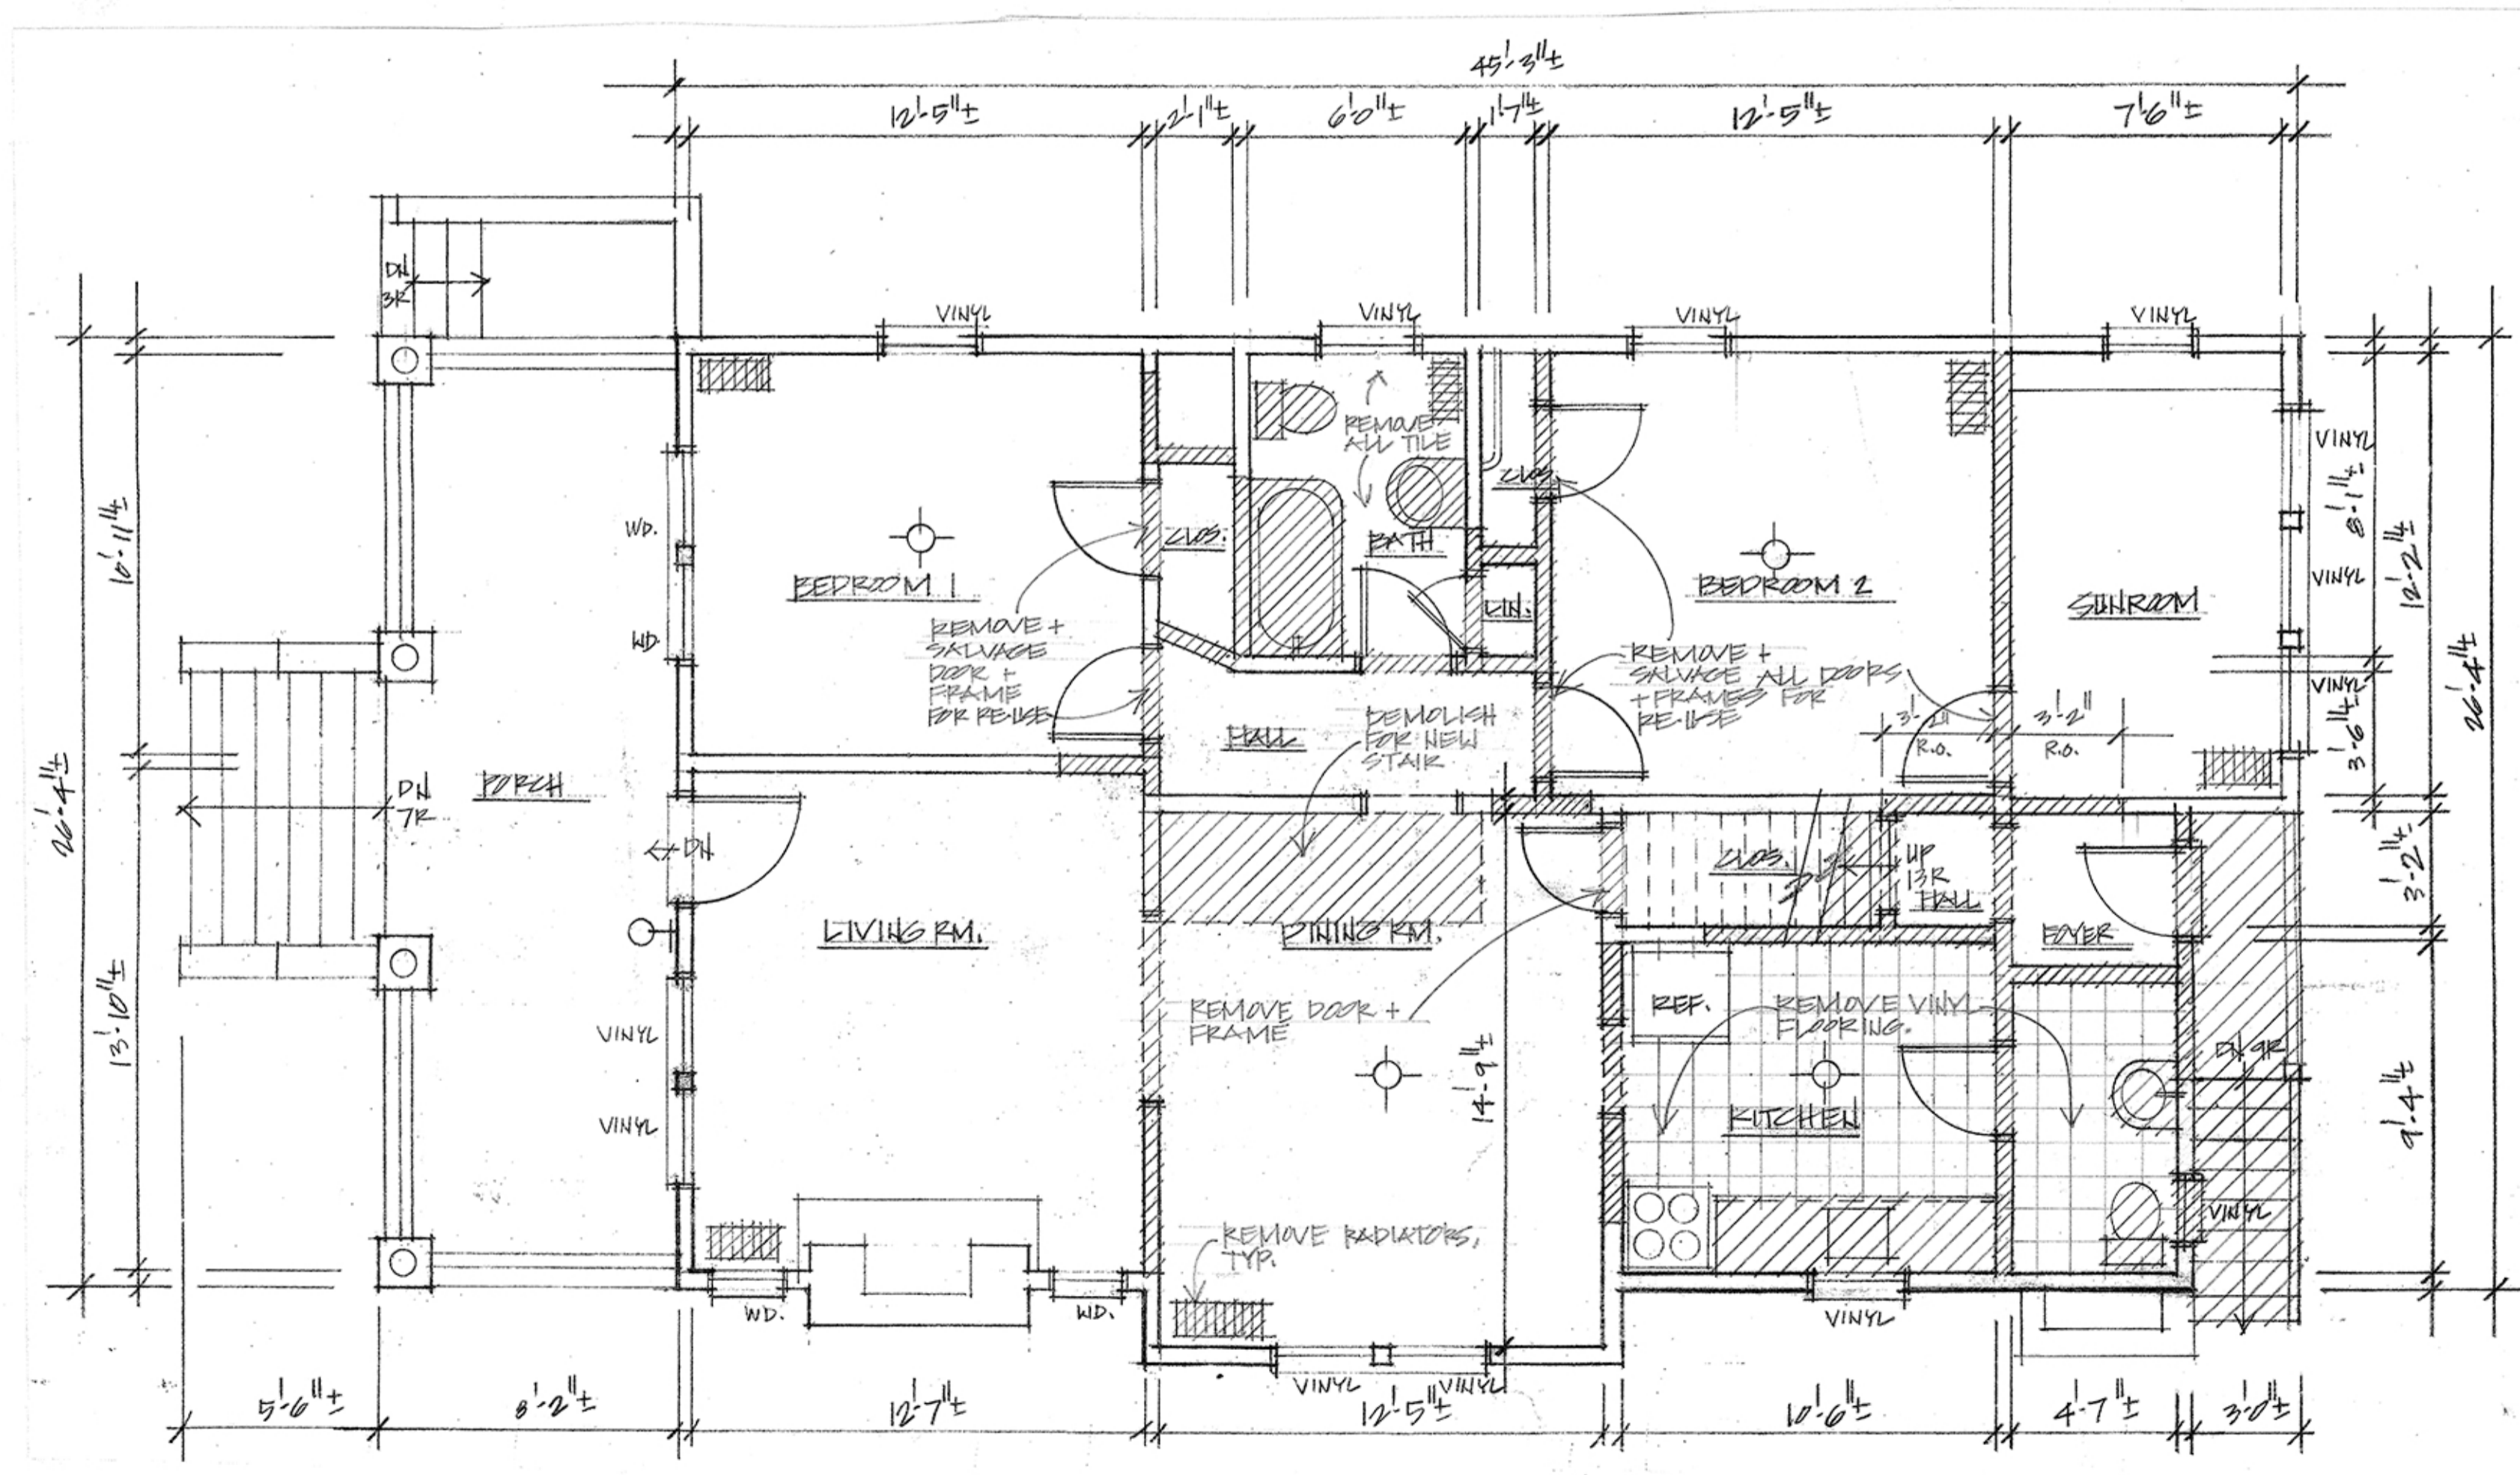 45'-3"±
12'-5"±
2'-1"±
6'-0"±
1'-7"±
12'-5"±
7'-6"±
DN
3R
VINYL
VINYL
VINYL
VINYL
VINYL
VINYL
VINYL
8'-1"±
12'-2"±
3'-6"±
26'-4"±
3'-2"±
9'-4"±
10'-11"±
26'-4"±
13'-10"±
WD.
WD.
BEDROOM 1
CLOS.
REMOVE
ALL TILE
BATH
CLOS.
LIN.
BEDROOM 2
SUNROOM
REMOVE +
SALVAGE
DOOR +
FRAME
FOR RE-USE
REMOVE +
SALVAGE ALL DOORS
+ FRAMES FOR
RE-USE
3'-2"
R.O.
3'-2"
R.O.
HALL
DEMOLISH
FOR NEW
STAIR
PORCH
DN
7R
DN
LIVING RM.
DINING RM.
CLOS.
UP
13R
HALL
FOYER
REMOVE DOOR +
FRAME
REF.
REMOVE VINYL
FLOORING.
DN 9R
14'-9"±
KITCHEN
VINYL
VINYL
REMOVE RADIATORS,
TYP.
VINYL
WD.
WD.
VINYL
VINYL
VINYL
5'-6"±
8'-2"±
12'-7"±
12'-5"±
10'-6"±
4'-7"±
3'-0"±